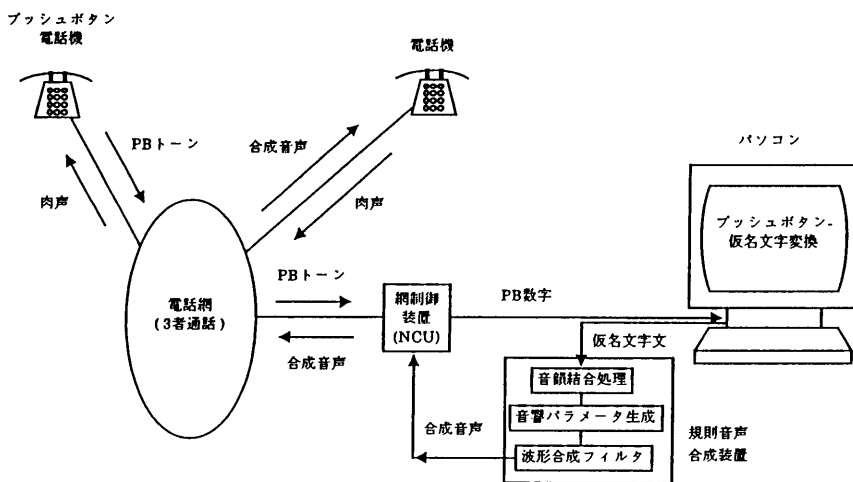 プッシュボタン
電話機
電話機
PBトーン
肉声
合成音声
肉声
パソコン
プッシュボタン-
仮名文字変換
電話網
(3者通話)
PBトーン
合成音声
網制御
装置
(NCU)
PB数字
仮名文字文
音韻結合処理
音響パラメータ生成
波形合成フィルタ
合成音声
規則音声
合成装置